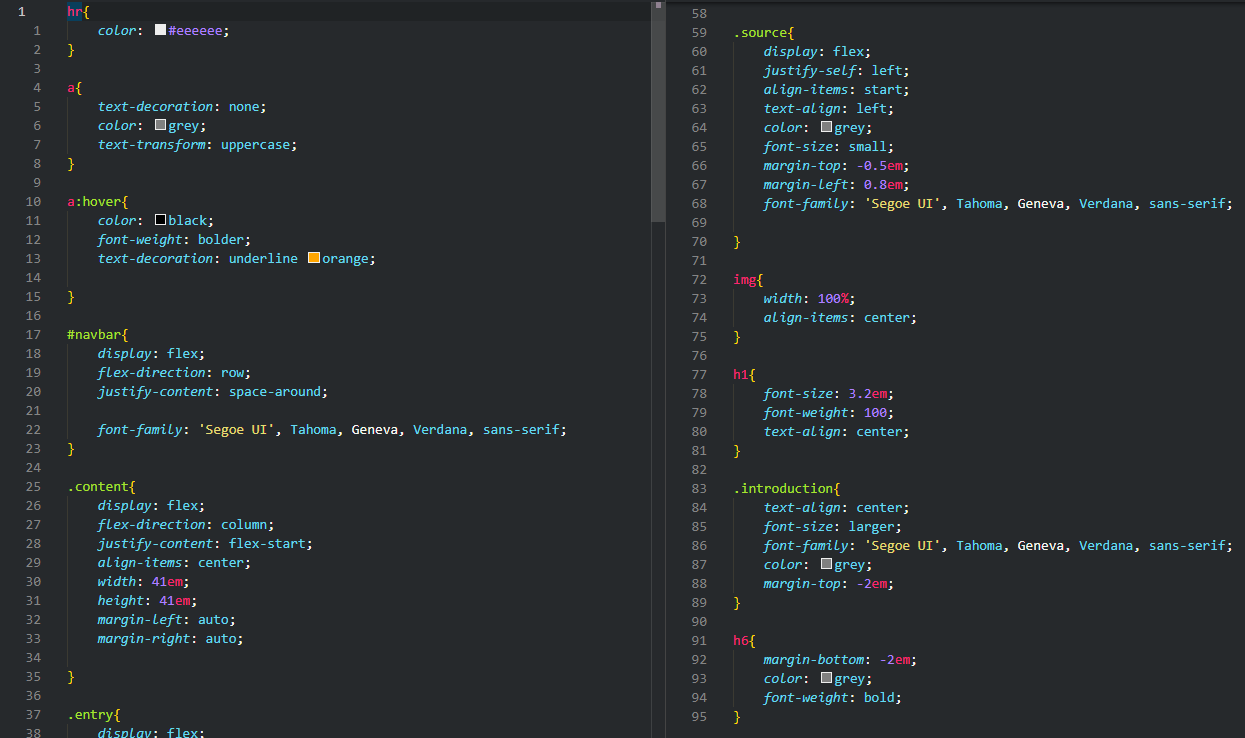 1 hr{
1 color: #eeeeee;
2 }
3
4 a{
5 text-decoration: none;
6 color: grey;
7 text-transform: uppercase;
8 }
9
10 a:hover{
11 color: black;
12 font-weight: bolder;
13 text-decoration: underline orange;
14
15 }
16
17 #navbar{
18 display: flex;
19 flex-direction: row;
20 justify-content: space-around;
21
22 font-family: 'Segoe UI', Tahoma, Geneva, Verdana, sans-serif;
23 }
24
25 .content{
26 display: flex;
27 flex-direction: column;
28 justify-content: flex-start;
29 align-items: center;
30 width: 41em;
31 height: 41em;
32 margin-left: auto;
33 margin-right: auto;
34
35 }
36
37 .entry{
38 display: flex;
58
59 .source{
60 display: flex;
61 justify-self: left;
62 align-items: start;
63 text-align: left;
64 color: grey;
65 font-size: small;
66 margin-top: -0.5em;
67 margin-left: 0.8em;
68 font-family: 'Segoe UI', Tahoma, Geneva, Verdana, sans-serif;
69
70 }
71
72 img{
73 width: 100%;
74 align-items: center;
75 }
76
77 h1{
78 font-size: 3.2em;
79 font-weight: 100;
80 text-align: center;
81 }
82
83 .introduction{
84 text-align: center;
85 font-size: larger;
86 font-family: 'Segoe UI', Tahoma, Geneva, Verdana, sans-serif;
87 color: grey;
88 margin-top: -2em;
89 }
90
91 h6{
92 margin-bottom: -2em;
93 color: grey;
94 font-weight: bold;
95 }